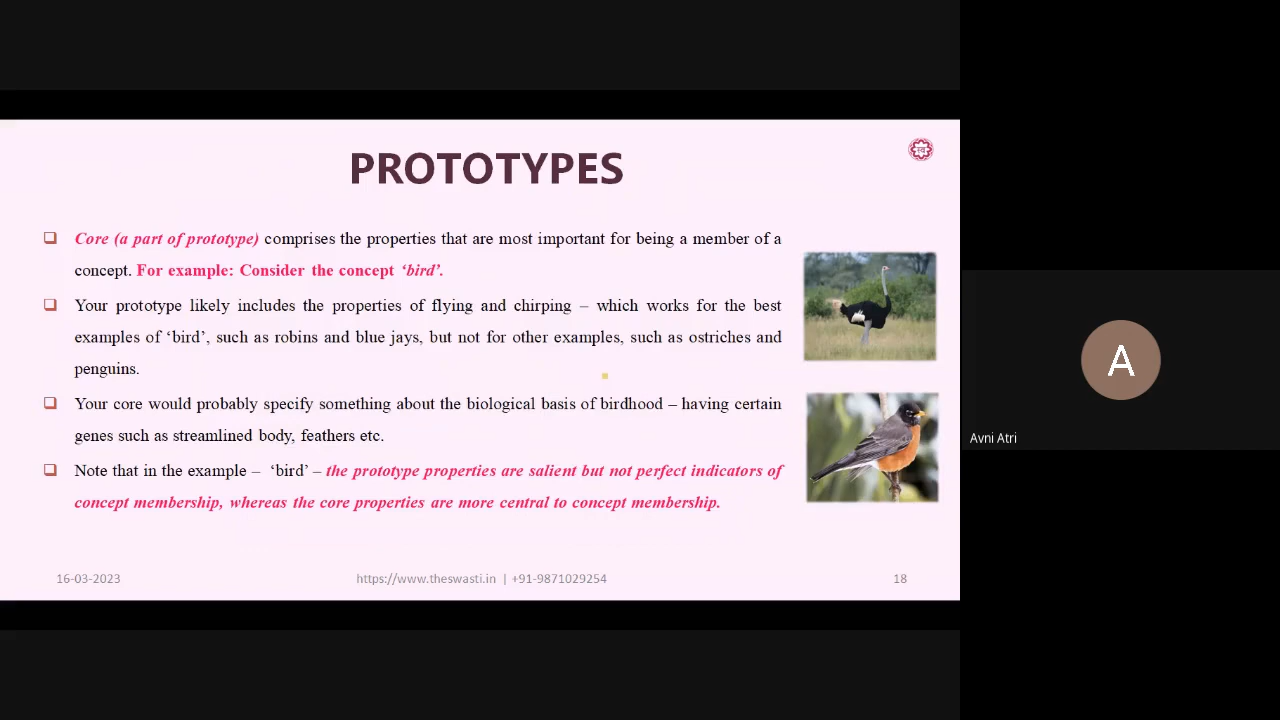 PROTOTYPES
❑ Core (a part of prototype) comprises the properties that are most important for being a member of a
concept. For example: Consider the concept ‘bird’.
❑ Your prototype likely includes the properties of flying and chirping – which works for the best
examples of ‘bird’, such as robins and blue jays, but not for other examples, such as ostriches and
penguins.
❑ Your core would probably specify something about the biological basis of birdhood – having certain
genes such as streamlined body, feathers etc.
❑ Note that in the example – ‘bird’ – the prototype properties are salient but not perfect indicators of
concept membership, whereas the core properties are more central to concept membership.
16-03-2023
https://www.theswasti.in | +91-9871029254
18
A
Avni Atri